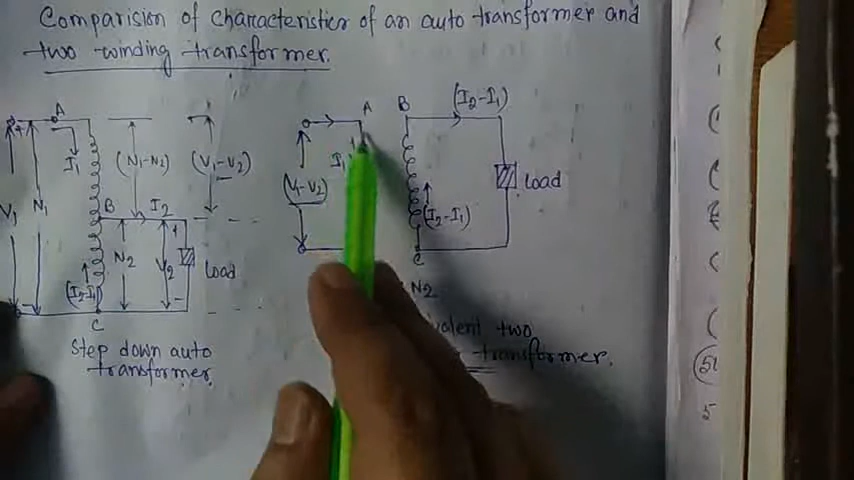 Comparision of characteristics of an auto transformer and
two winding transformer.
A
I1
(N1-N2)
(V1-V2)
V1
N1
B
I2
N2
V2
Load
(I2-I1)
C
Step down auto
transformer
A
I1
(V1-V2)
B
(I2-I1)
Load
(I2-I1)
C
N2
two
transformer.